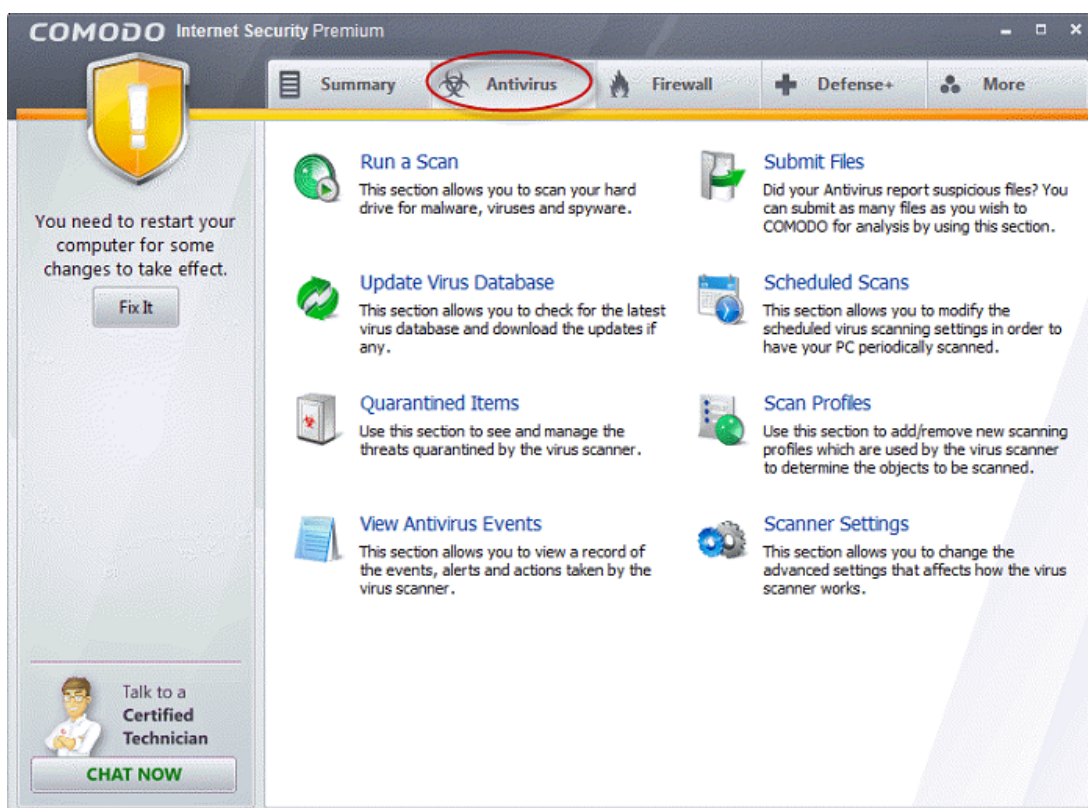 COMODO Internet Security Premium
Summary
Antivirus
Firewall
Defense+
More
You need to restart your
computer for some
changes to take effect.
Fix It
Run a Scan
This section allows you to scan your hard
drive for malware, viruses and spyware.
Submit Files
Did your Antivirus report suspicious files? You
can submit as many files as you wish to
COMODO for analysis by using this section.
Update Virus Database
This section allows you to check for the latest
virus database and download the updates if
any.
Scheduled Scans
This section allows you to modify the
scheduled virus scanning settings in order to
have your PC periodically scanned.
Quarantined Items
Use this section to see and manage the
threats quarantined by the virus scanner.
Scan Profiles
Use this section to add/remove new scanning
profiles which are used by the virus scanner
to determine the objects to be scanned.
View Antivirus Events
This section allows you to view a record of
the events, alerts and actions taken by the
virus scanner.
Scanner Settings
This section allows you to change the
advanced settings that affects how the virus
scanner works.
Talk to a
Certified
Technician
CHAT NOW